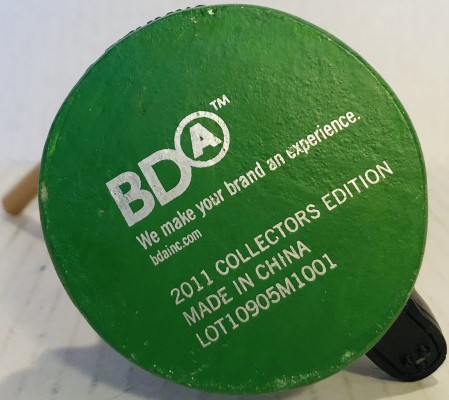 BDA™
We make your brand an experience.
bdainc.com
2011 COLLECTORS EDITION
MADE IN CHINA
LOT10905M1001